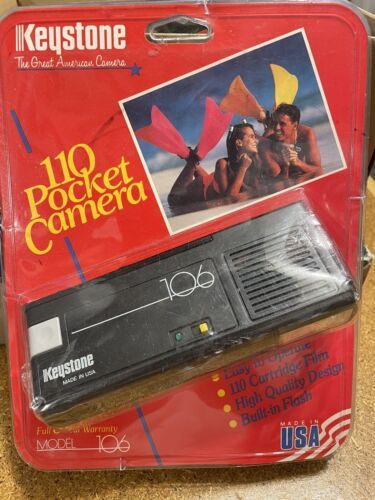 Keystone
The Great American Camera
110
Pocket
Camera
106
Keystone
MADE IN USA
Easy to Operate
110 Cartridge Film
High Quality Design
Built-in Flash
Full Warranty
MODEL 106
MADE IN
USA